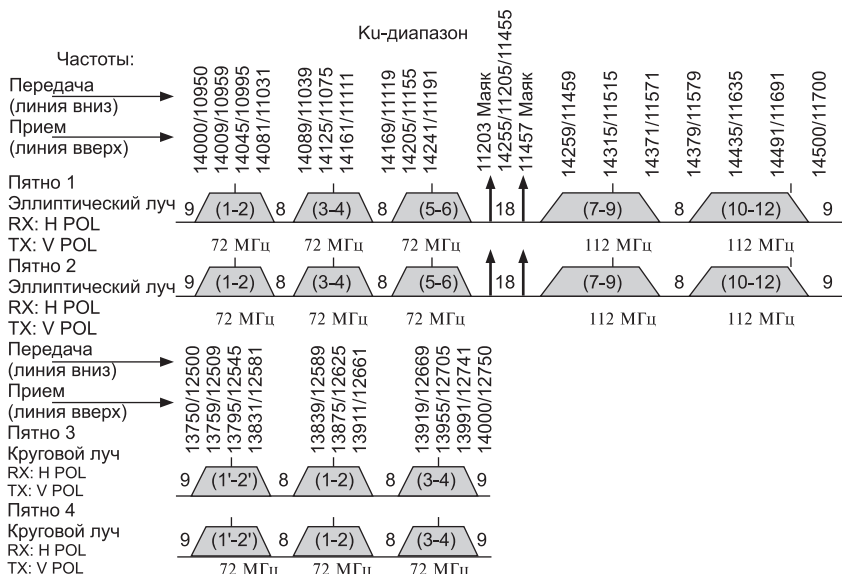 Ku-диапазон
Частоты:
Передача
(линия вниз)
Прием
(линия вверх)
14000/10950
14009/10959
14045/10995
14081/11031
14089/11039
14125/11075
14161/11111
14169/11119
14205/11155
14241/11191
11203 Маяк
14255/11205/11455
11457 Маяк
14259/11459
14315/11515
14371/11571
14379/11579
14435/11635
14491/11691
14500/11700
Пятно 1
Эллиптический луч
RX: H POL
TX: V POL
9 (1-2) 8 (3-4) 8 (5-6) 18 (7-9) 8 (10-12) 9
72 МГц 72 МГц 72 МГц 112 МГц 112 МГц
Пятно 2
Эллиптический луч
RX: H POL
TX: V POL
9 (1-2) 8 (3-4) 8 (5-6) 18 (7-9) 8 (10-12) 9
72 МГц 72 МГц 72 МГц 112 МГц 112 МГц
Передача
(линия вниз)
Прием
(линия вверх)
13750/12500
13759/12509
13795/12545
13831/12581
13839/12589
13875/12625
13911/12661
13919/12669
13955/12705
13991/12741
14000/12750
Пятно 3
Круговой луч
RX: H POL
TX: V POL
9 (1'-2') 8 (1-2) 8 (3-4) 9
Пятно 4
Круговой луч
RX: H POL
TX: V POL
9 (1'-2') 8 (1-2) 8 (3-4) 9
72 МГц 72 МГц 72 МГц